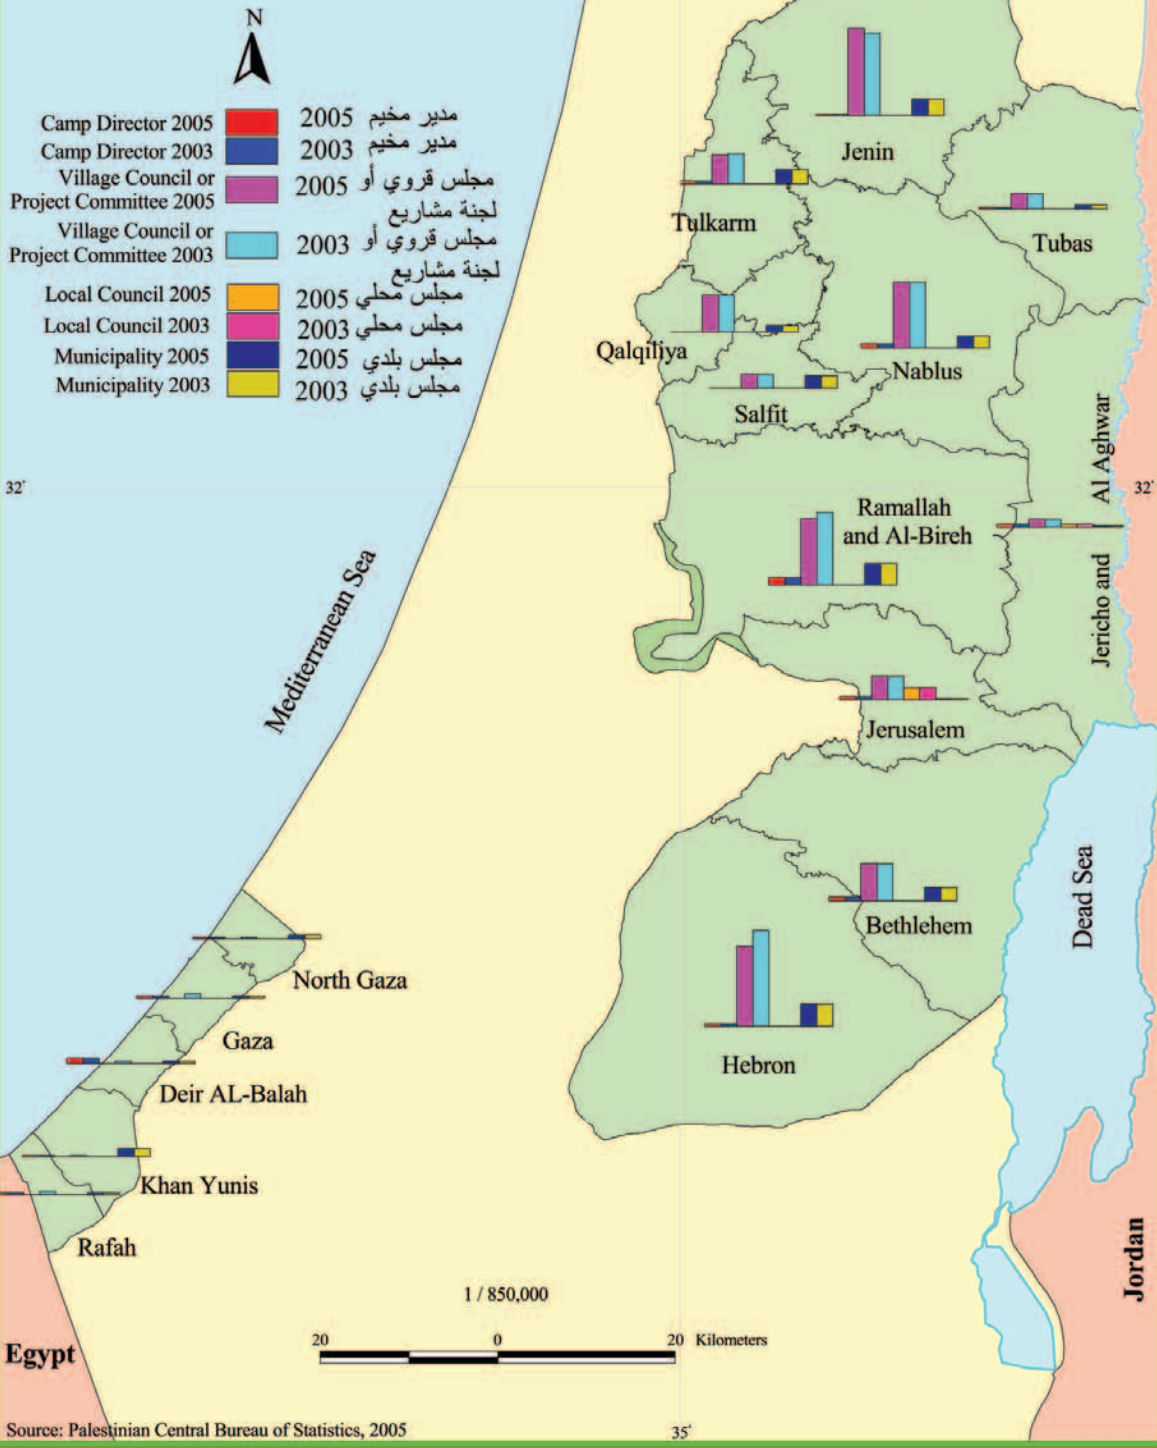 N
Camp Director 2005
مدير مخيم 2005
Camp Director 2003
مدير مخيم 2003
Village Council or
Project Committee 2005
مجلس قروي أو 2005
لجنة مشاريع
Village Council or
Project Committee 2003
مجلس قروي أو 2003
لجنة مشاريع
Local Council 2005
مجلس محلي 2005
Local Council 2003
مجلس محلي 2003
Municipality 2005
مجلس بلدي 2005
Municipality 2003
مجلس بلدي 2003
Jenin
Tulkarm
Tubas
Qalqiliya
Nablus
Salfit
32°
32°
Ramallah
and Al-Bireh
Jericho and
Al Aghwar
Mediterranean Sea
Jerusalem
Dead Sea
Bethlehem
Hebron
North Gaza
Gaza
Deir AL-Balah
Khan Yunis
Rafah
Jordan
Egypt
1 / 850,000
20 0 20 Kilometers
Source: Palestinian Central Bureau of Statistics, 2005
35°